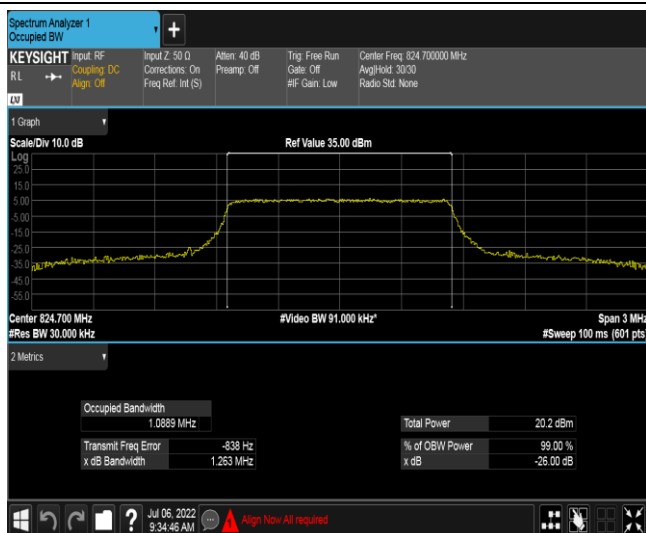 Spectrum Analyzer 1
Occupied BW
+
KEYSIGHT
RL
LXI
Input: RF
Coupling: DC
Align: Off
Input Z: 50 Ω
Corrections: On
Freq Ref: Int (S)
Atten: 40 dB
Preamp: Off
Trig: Free Run
Gate: Off
#IF Gain: Low
Center Freq: 824.700000 MHz
Avg|Hold: 30/30
Radio Std: None
1 Graph
Scale/Div 10.0 dB
Ref Value 35.00 dBm
Log
25.0
15.0
5.00
-5.00
-15.0
-25.0
-35.0
-45.0
-55.0
Center 824.700 MHz
#Video BW 91.000 kHz*
Span 3 MHz
#Res BW 30.000 kHz
#Sweep 100 ms (601 pts)
2 Metrics
Occupied Bandwidth
1.0889 MHz
Total Power 20.2 dBm
Transmit Freq Error -838 Hz
% of OBW Power 99.00 %
x dB Bandwidth 1.263 MHz
x dB -26.00 dB
?
Jul 06, 2022
9:34:46 AM
Align Now All required